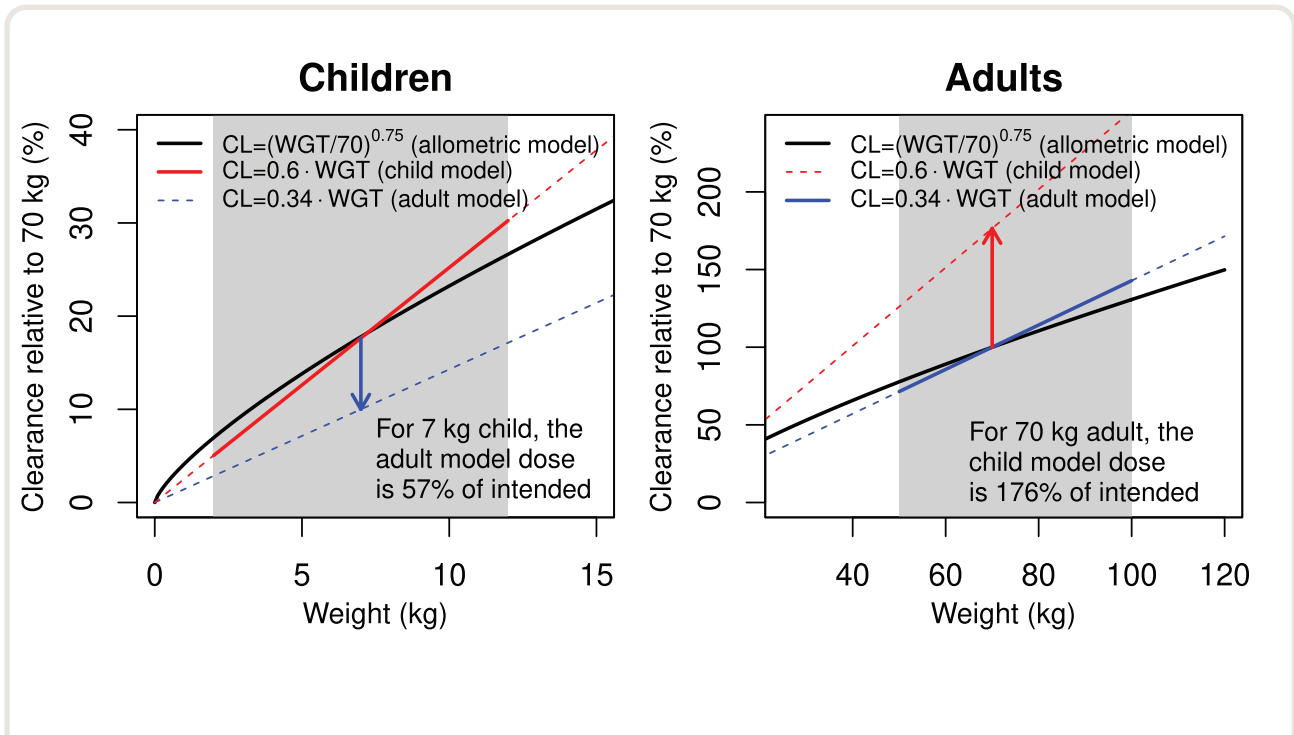 Children
Clearance relative to 70 kg (%)
40
30
20
10
0
CL=(WGT/70)^0.75 (allometric model)
CL=0.6 · WGT (child model)
CL=0.34 · WGT (adult model)
For 7 kg child, the
adult model dose
is 57% of intended
0 5 10 15
Weight (kg)
Adults
Clearance relative to 70 kg (%)
200
150
100
50
0
CL=(WGT/70)^0.75 (allometric model)
CL=0.6 · WGT (child model)
CL=0.34 · WGT (adult model)
For 70 kg adult, the
child model dose
is 176% of intended
40 60 80 100 120
Weight (kg)